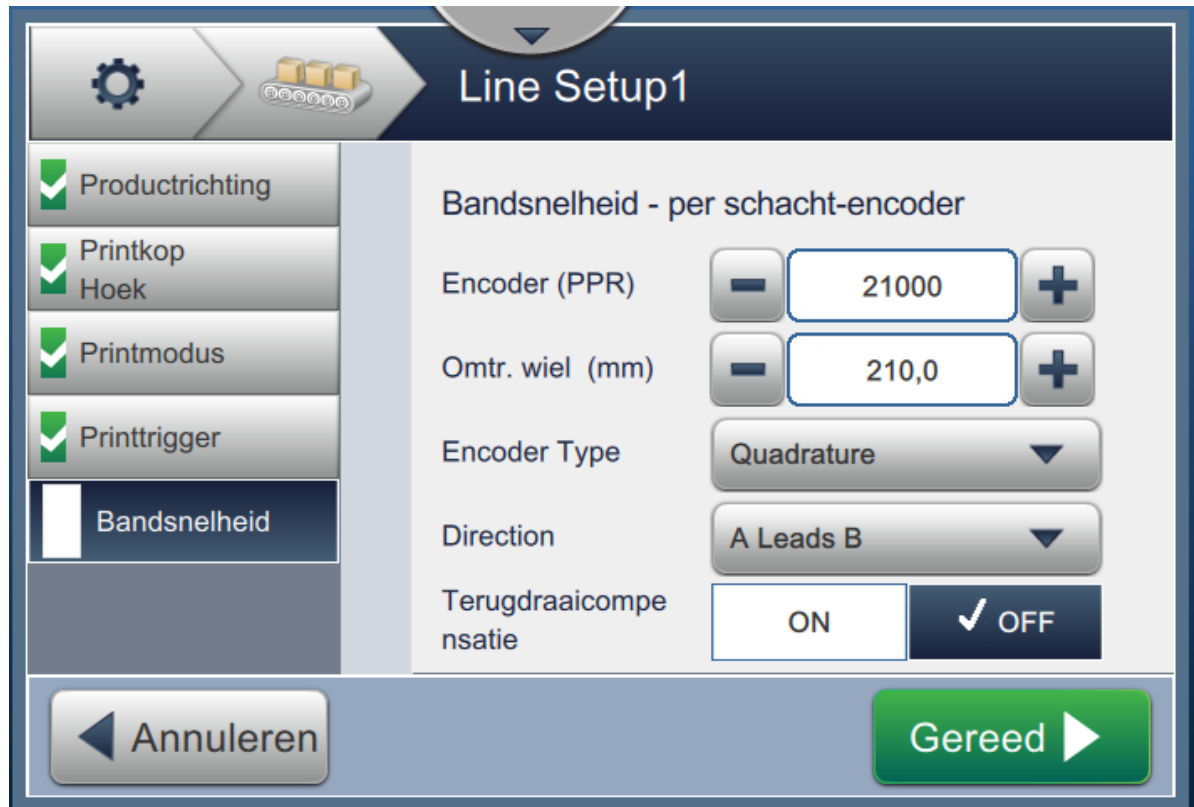 Line Setup1
Productrichting
Printkop
Hoek
Printmodus
Printtrigger
Bandsnelheid
Bandsnelheid - per schacht-encoder
Encoder (PPR) 21000
Omtr. wiel (mm) 210,0
Encoder Type Quadrature
Direction A Leads B
Terugdraaicompe
nsatie
ON OFF
Annuleren
Gereed